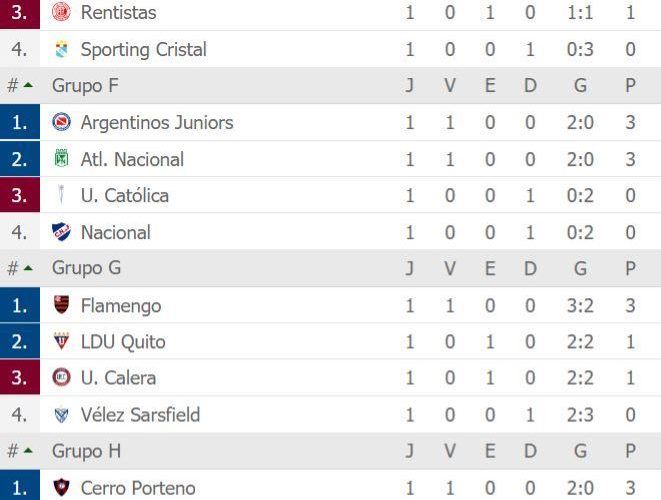 3. Rentistas 1 0 1 0 1:1 1
4. Sporting Cristal 1 0 0 1 0:3 0
# Grupo F J V E D G P
1. Argentinos Juniors 1 1 0 0 2:0 3
2. Atl. Nacional 1 1 0 0 2:0 3
3. U. Católica 1 0 0 1 0:2 0
4. Nacional 1 0 0 1 0:2 0
# Grupo G J V E D G P
1. Flamengo 1 1 0 0 3:2 3
2. LDU Quito 1 0 1 0 2:2 1
3. U. Calera 1 0 1 0 2:2 1
4. Vélez Sarsfield 1 0 0 1 2:3 0
# Grupo H J V E D G P
1. Cerro Porteno 1 1 0 0 2:0 3